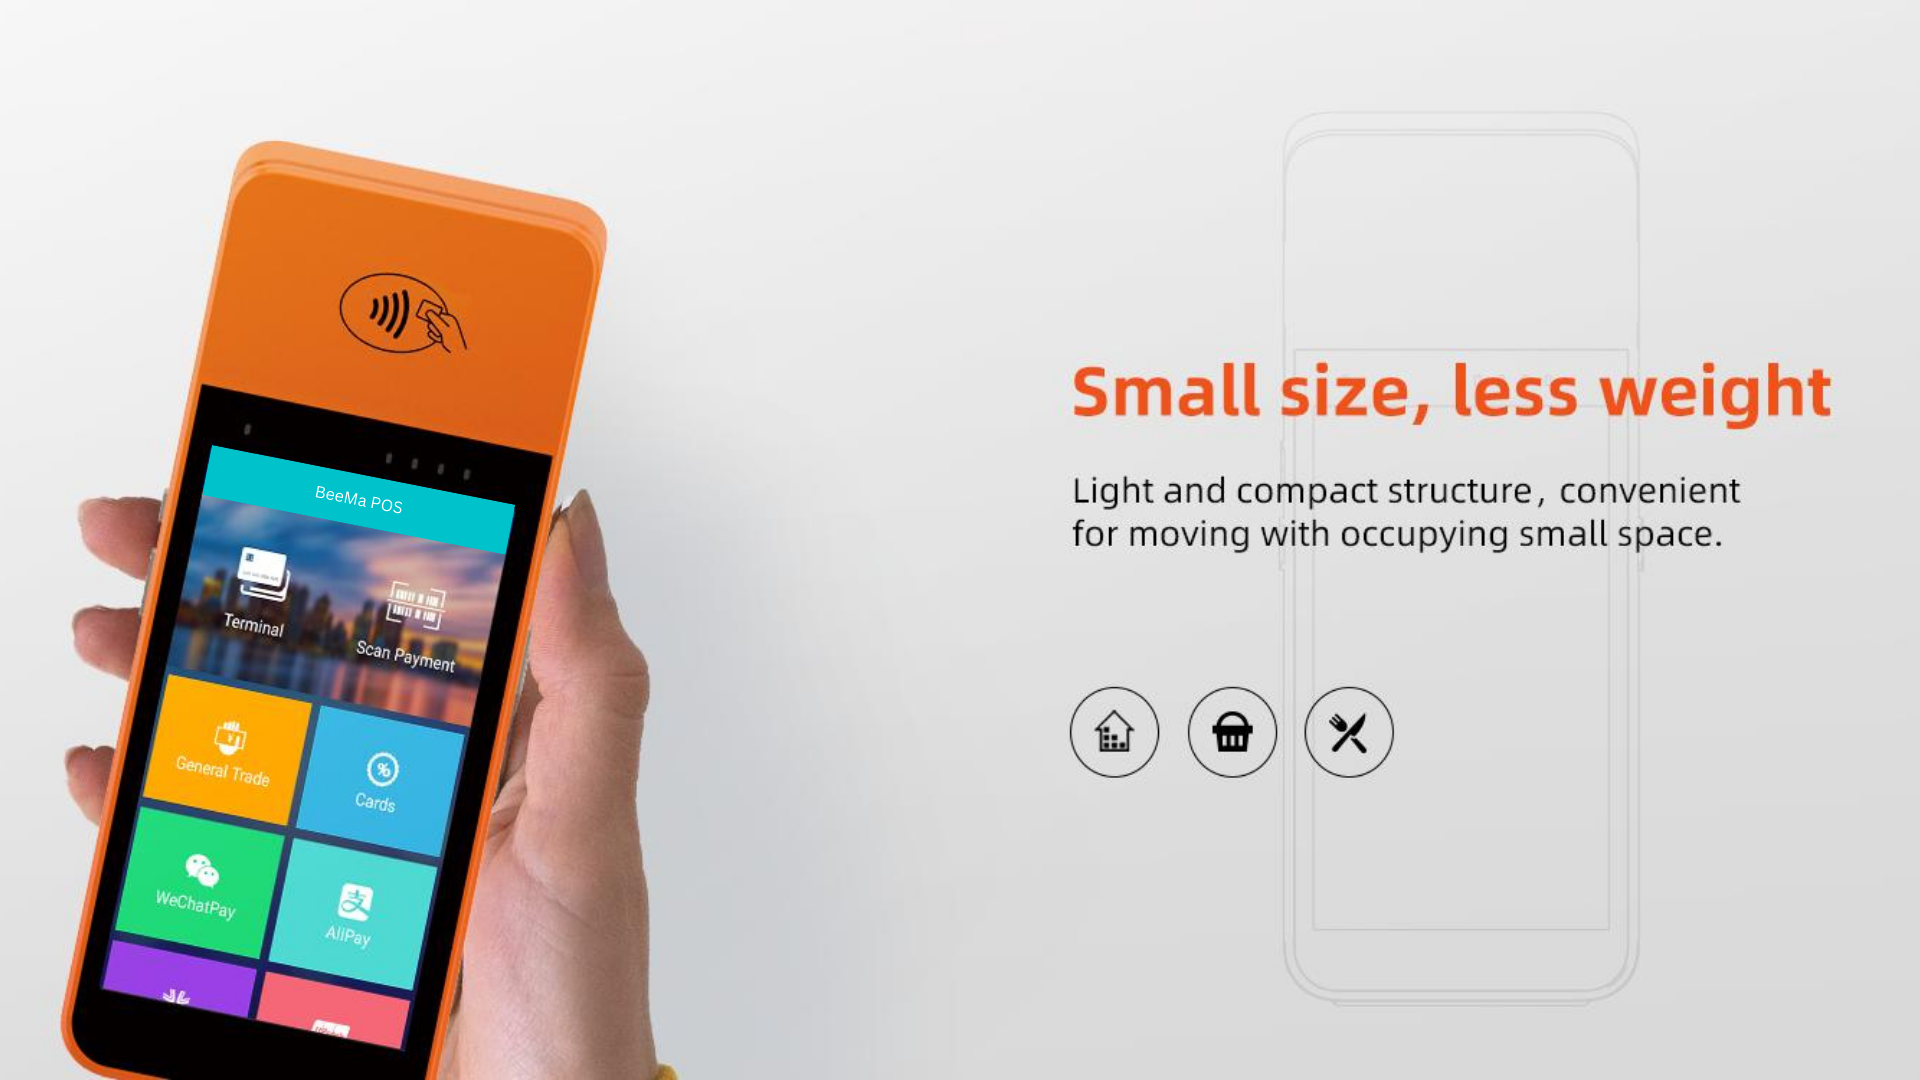 BeeMa POS
Terminal
Scan Payment
General Trade
Cards
WeChatPay
支
AliPay
Small size, less weight
Light and compact structure, convenient
for moving with occupying small space.